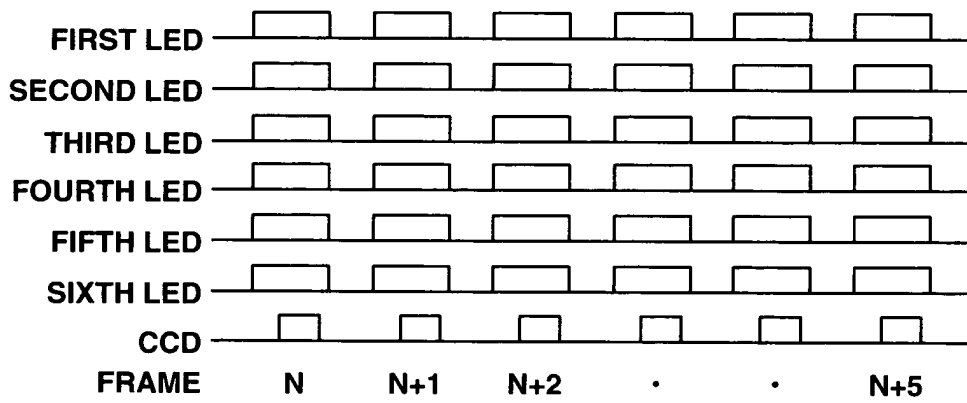 FIRST LED
SECOND LED
THIRD LED
FOURTH LED
FIFTH LED
SIXTH LED
CCD
FRAME N N+1 N+2 · · N+5